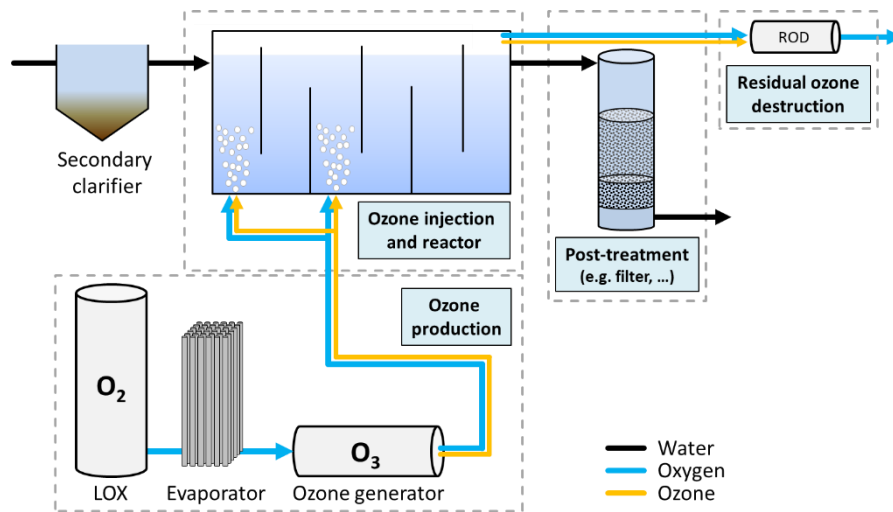 ROD
Residual ozone
destruction
Secondary
clarifier
Ozone injection
and reactor
Post-treatment
(e.g. filter, ...)
Ozone
production
O2
O3
LOX
Evaporator
Ozone generator
Water
Oxygen
Ozone